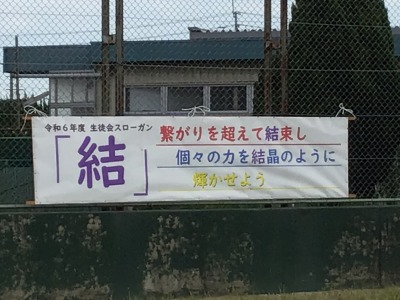 令和6年度 生徒会スローガン
「結」
繋がりを超えて結束し
個々の力を結晶のように
輝かせよう